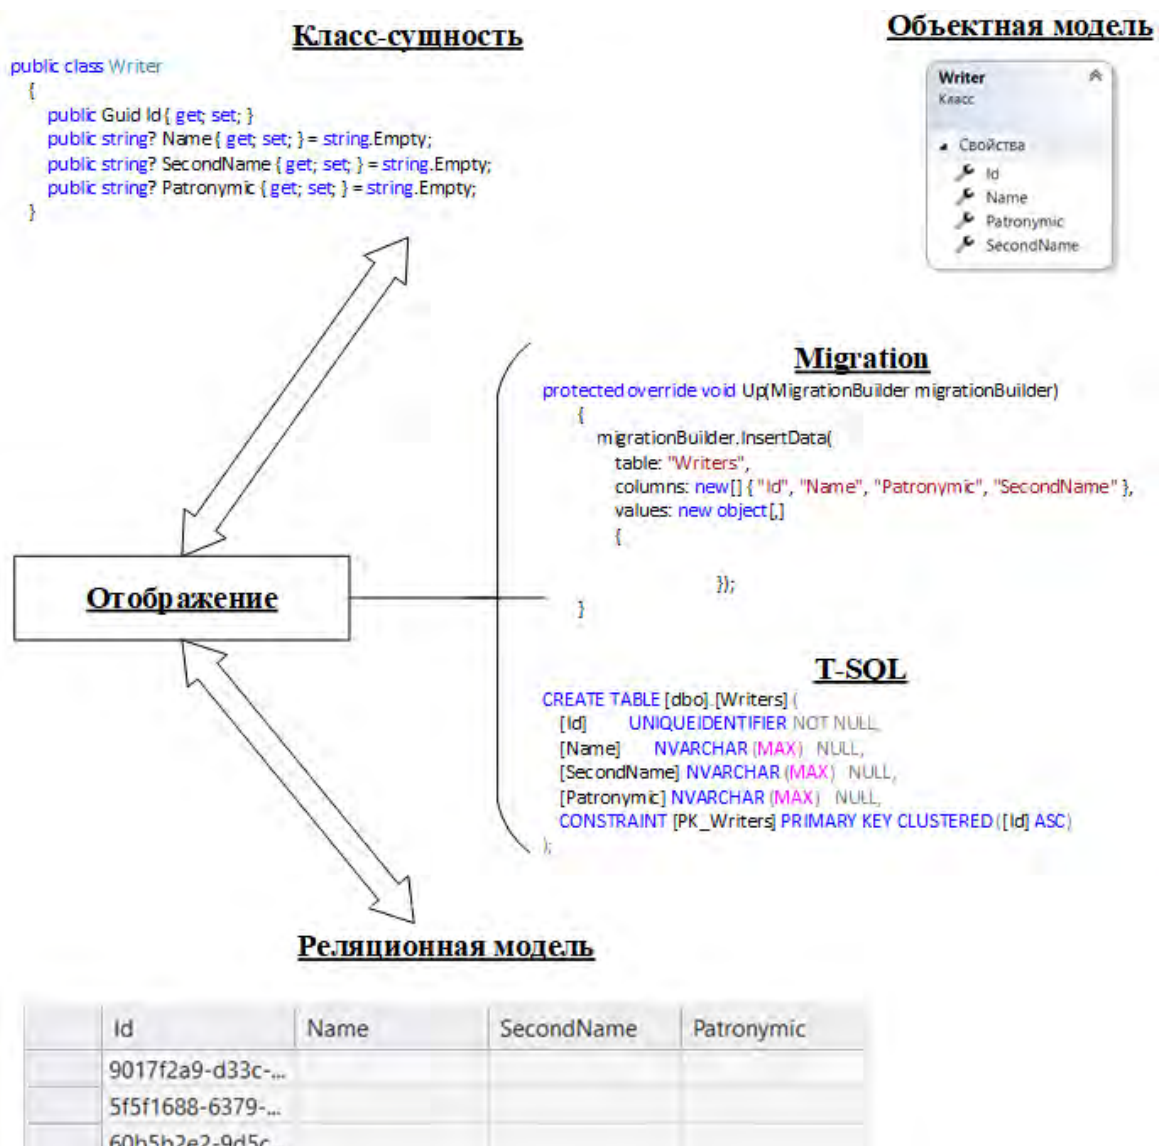 Класс-сущность
public class Writer
{
public Guid Id { get; set; }
public string? Name { get; set; } = string.Empty;
public string? SecondName { get; set; } = string.Empty;
public string? Patronymic { get; set; } = string.Empty;
}
Объектная модель
Writer
Класс
Свойства
Id
Name
Patronymic
SecondName
Migration
protected override void Up(MigrationBuilder migrationBuilder)
{
migrationBuilder.InsertData(
table: "Writers",
columns: new[] { "Id", "Name", "Patronymic", "SecondName" },
values: new object[,]
{
});
}
Отображение
T-SQL
CREATE TABLE [dbo].[Writers] (
[Id] UNIQUEIDENTIFIER NOT NULL,
[Name] NVARCHAR (MAX) NULL,
[SecondName] NVARCHAR (MAX) NULL,
[Patronymic] NVARCHAR (MAX) NULL,
CONSTRAINT [PK_Writers] PRIMARY KEY CLUSTERED ([Id] ASC)
);
Реляционная модель
Id Name SecondName Patronymic
9017f2a9-d33c-...
5f5f1688-6379-...
60b5b2e2-9d5c